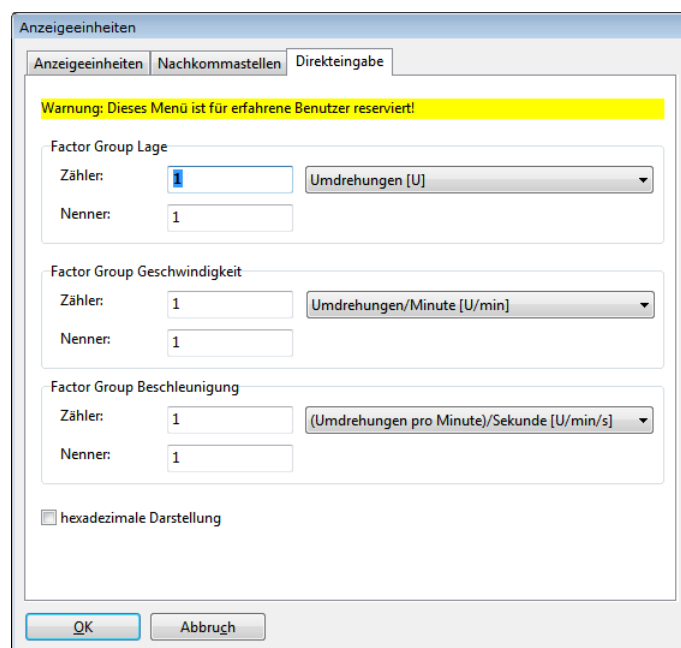 Anzeigeeinheiten
Anzeigeeinheiten Nachkommastellen Direkteingabe
Warnung: Dieses Menü ist für erfahrene Benutzer reserviert!
Factor Group Lage
Zähler: 1 Umdrehungen [U]
Nenner: 1
Factor Group Geschwindigkeit
Zähler: 1 Umdrehungen/Minute [U/min]
Nenner: 1
Factor Group Beschleunigung
Zähler: 1 (Umdrehungen pro Minute)/Sekunde [U/min/s]
Nenner: 1
hexadezimale Darstellung
OK Abbruch